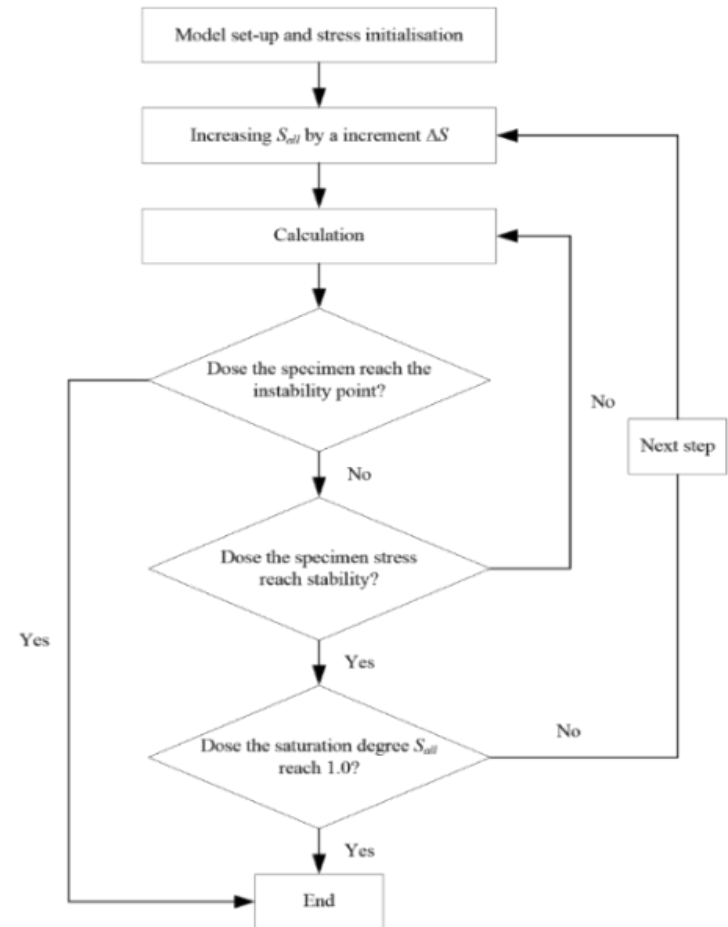 Model set-up and stress initialisation
Increasing Sall by a increment ΔS
Calculation
Dose the specimen reach the
instability point?
No
Next step
No
Dose the specimen stress
reach stability?
Yes
Yes
Dose the saturation degree Sall
reach 1.0?
No
Yes
End